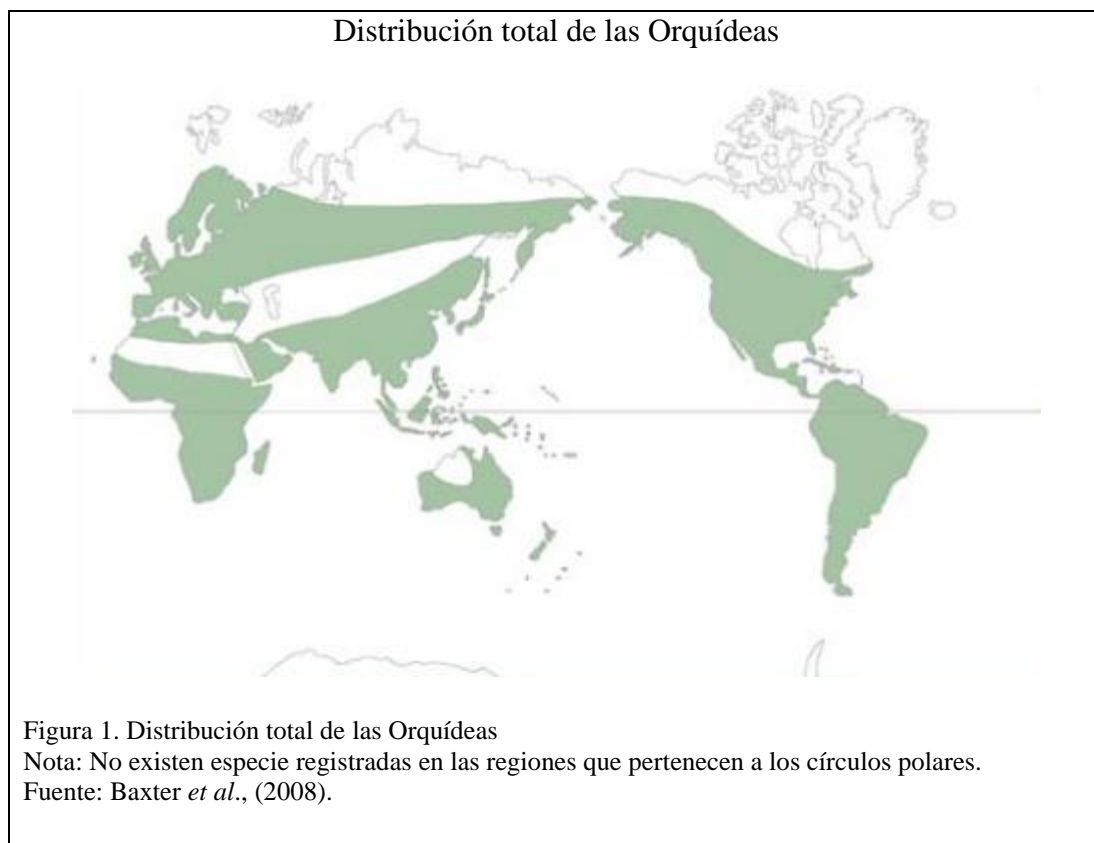 Distribución total de las Orquídeas
Figura 1. Distribución total de las Orquídeas
Nota: No existen especie registradas en las regiones que pertenecen a los círculos polares.
Fuente: Baxter et al., (2008).